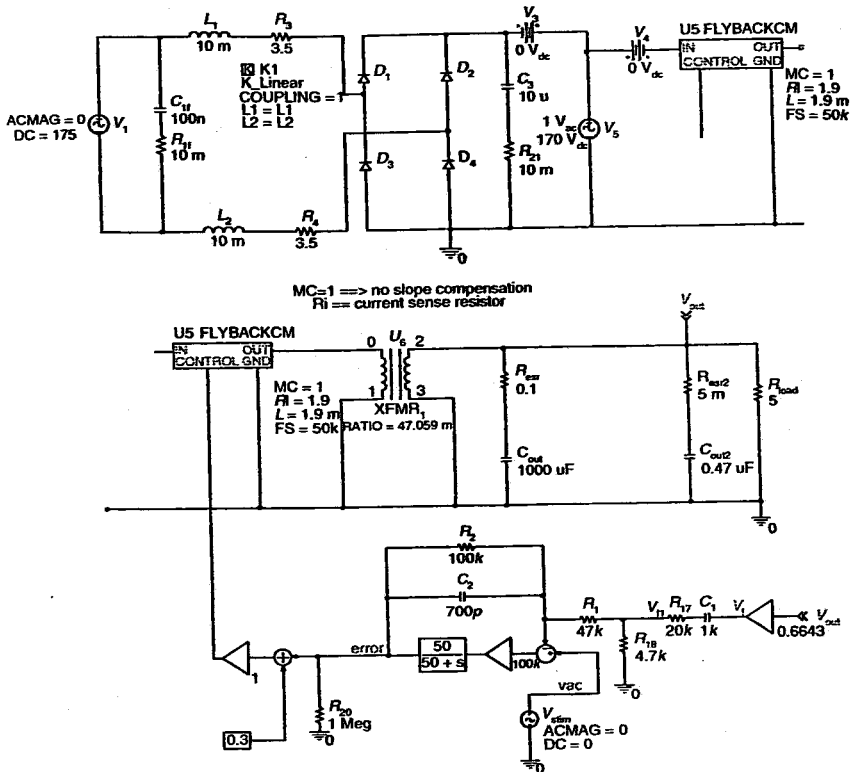 L1
10 m
R3
3.5
K K1
K_Linear
COUPLING = 1
L1 = L1
L2 = L2
ACMAG = 0
DC = 175
V1
C1f
100n
R1f
10 m
L2
10 m
R4
3.5
D1
D2
D3
D4
V3
0 Vdc
C3
10 u
R21
10 m
1 Vac
170 Vdc
V5
V4
0 Vdc
U5 FLYBACKCM
IN OUT
CONTROL GND
MC = 1
RI = 1.9
L = 1.9 m
FS = 50k
0
MC=1 ==> no slope compensation
Ri == current sense resistor
U5 FLYBACKCM
IN OUT
CONTROL GND
MC = 1
RI = 1.9
L = 1.9 m
FS = 50k
0 U6 2
1 3
XFMR1
RATIO = 47.059 m
Resr
0.1
Cout
1000 uF
Vout
Resr2
5 m
Cout2
0.47 uF
Rload
5
0
R2
100k
C2
700p
error
50
50 + s
100k
R1
47k
Vf1
R17
20k
C1
1k
Vf
0.6643
Vout
R18
4.7k
0
vac
Vstim
ACMAG = 0
DC = 0
0
1
0.3
R20
1 Meg
0